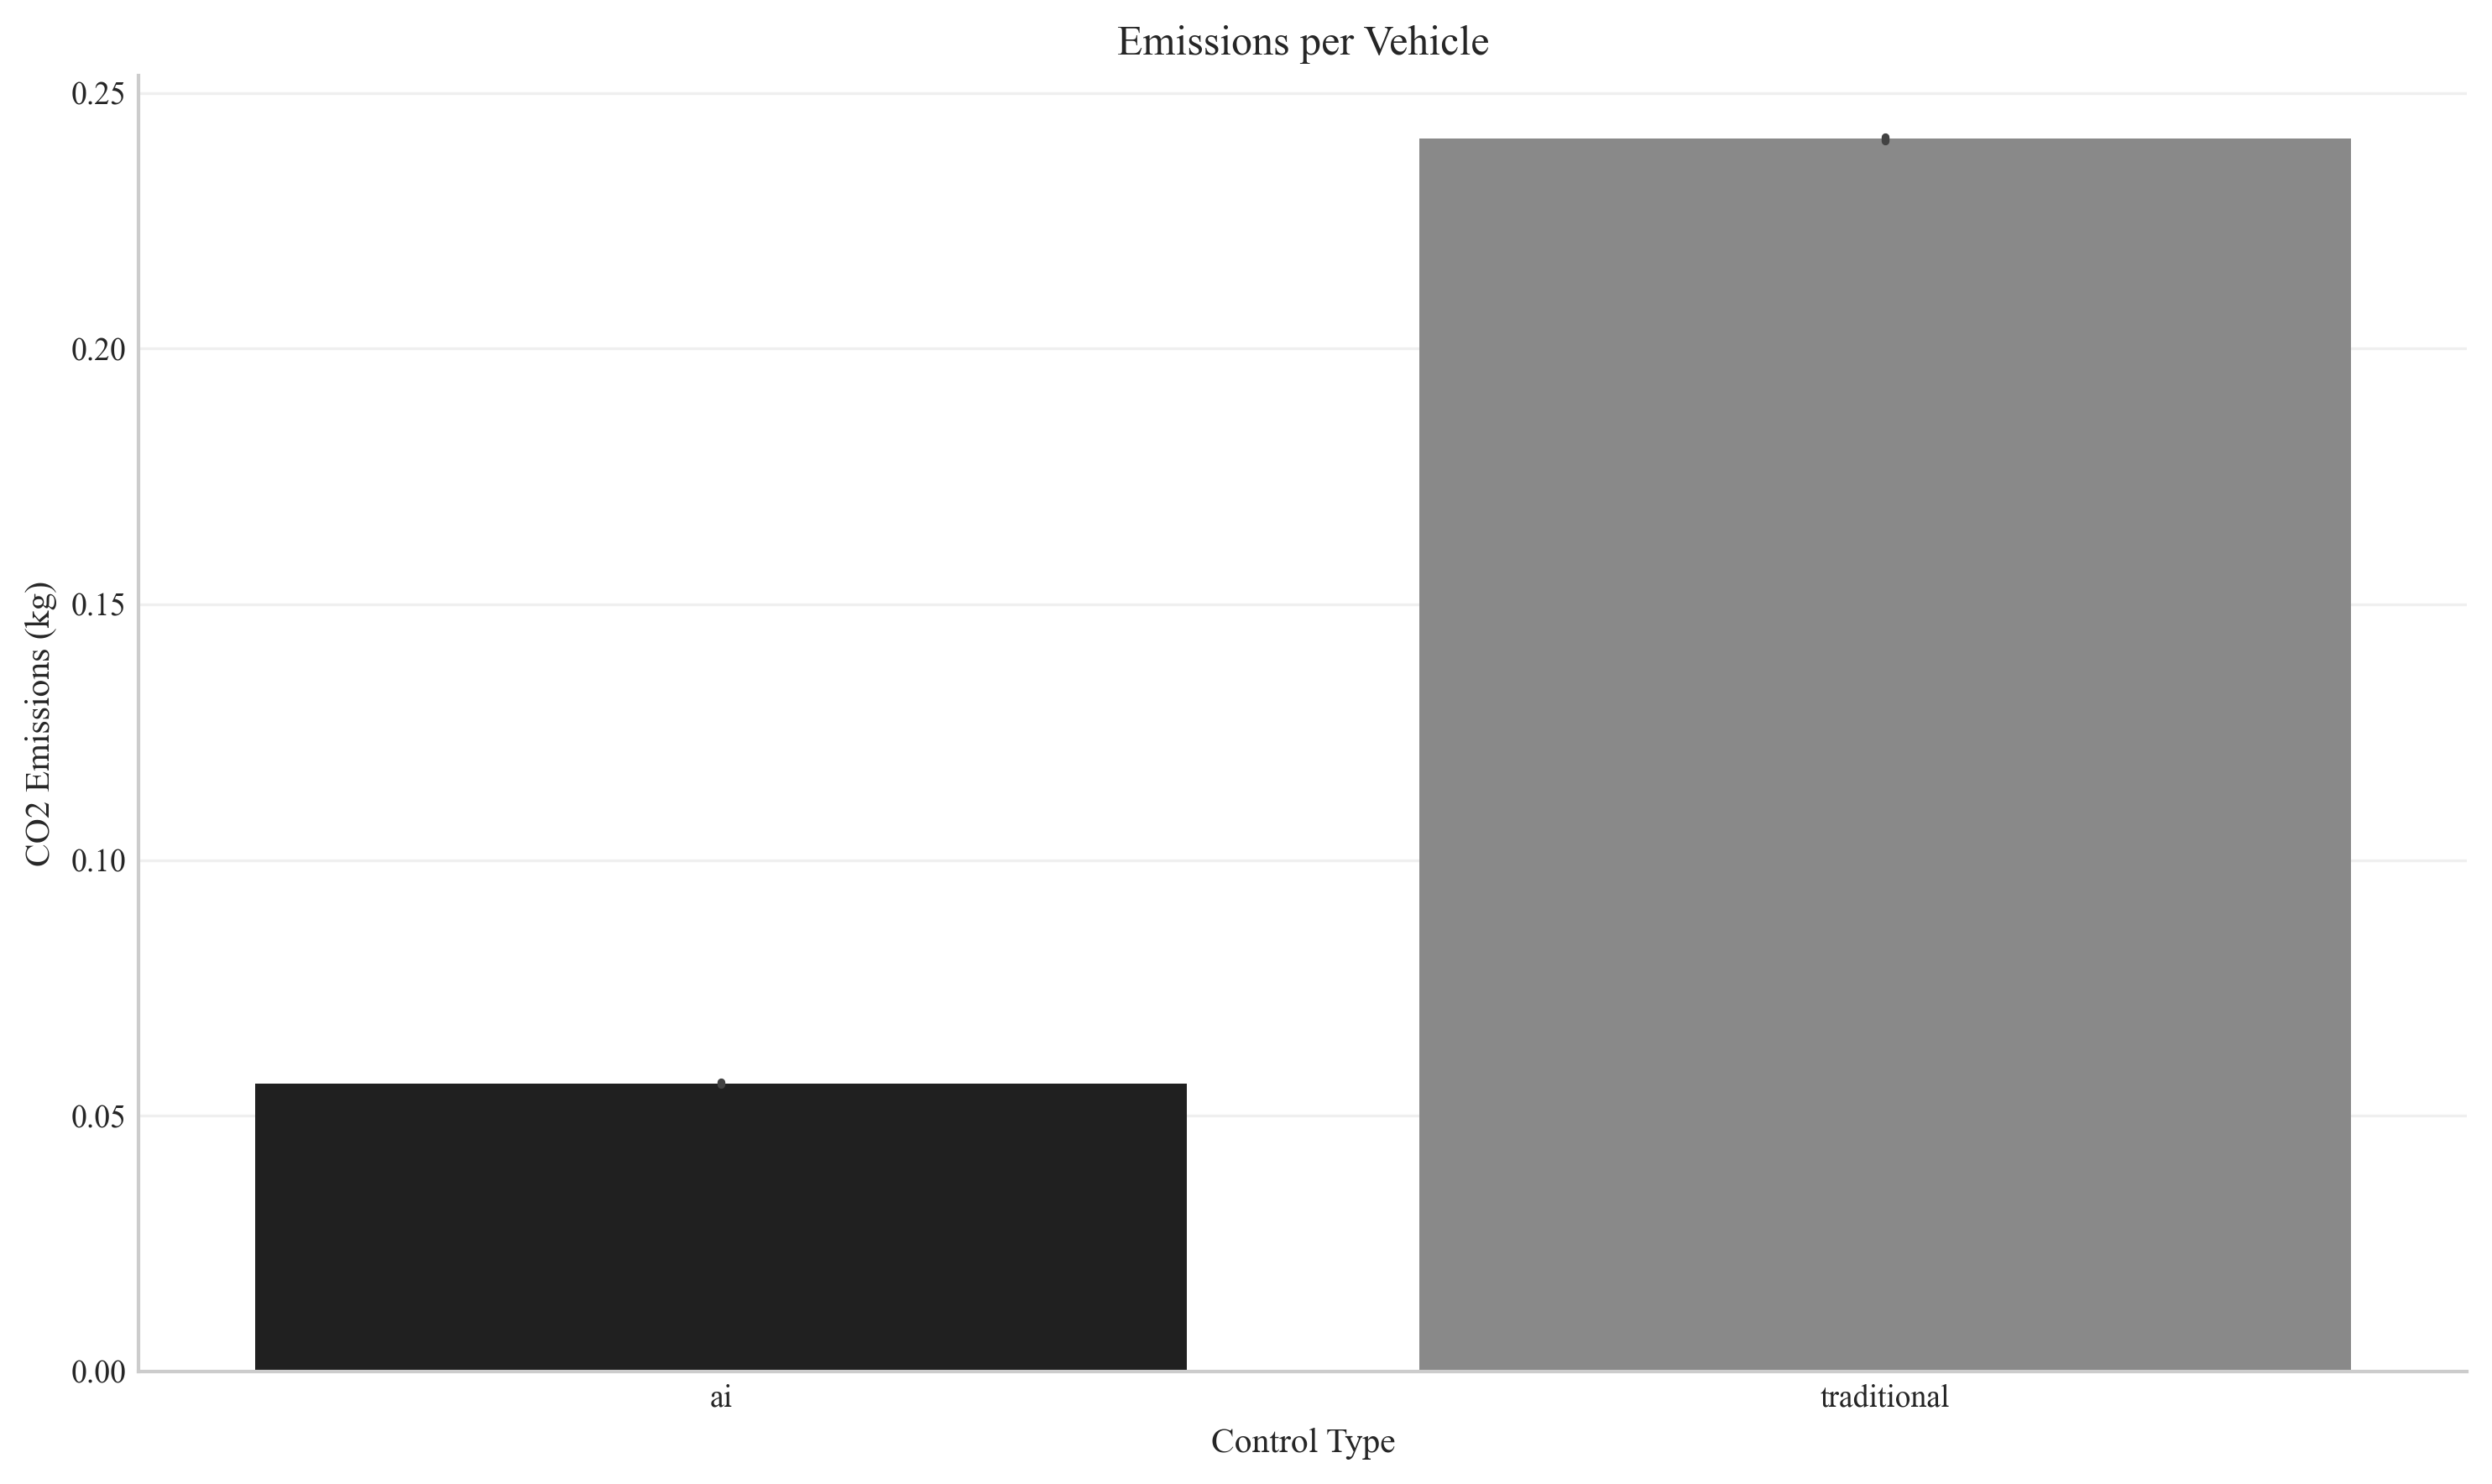 Emissions per Vehicle
CO2 Emissions (kg)
0.25
0.20
0.15
0.10
0.05
0.00
ai
traditional
Control Type